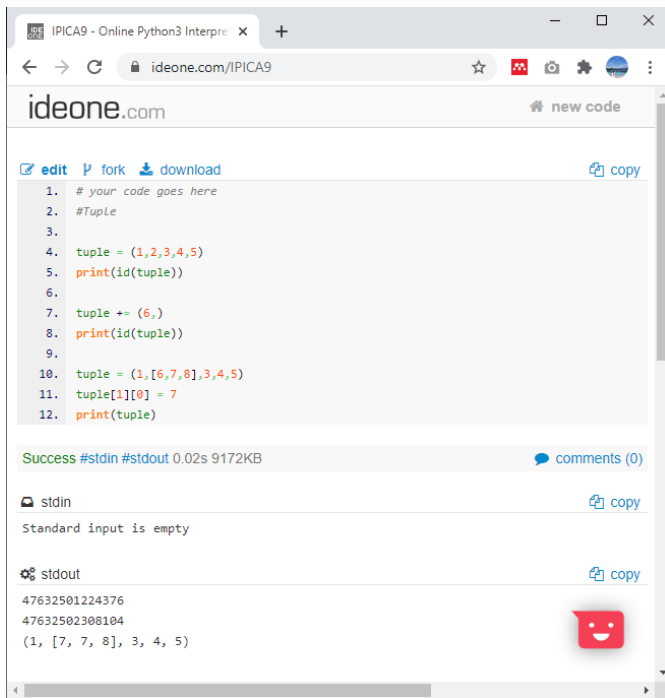 IPICA9 - Online Python3 Interpre
ideone.com/IPICA9
ideone.com
new code
edit fork download copy
1. # your code goes here
2. #Tuple
3.
4. tuple = (1,2,3,4,5)
5. print(id(tuple))
6.
7. tuple += (6,)
8. print(id(tuple))
9.
10. tuple = (1,[6,7,8],3,4,5)
11. tuple[1][0] = 7
12. print(tuple)
Success #stdin #stdout 0.02s 9172KB comments (0)
stdin copy
Standard input is empty
stdout copy
47632501224376
47632502308104
(1, [7, 7, 8], 3, 4, 5)